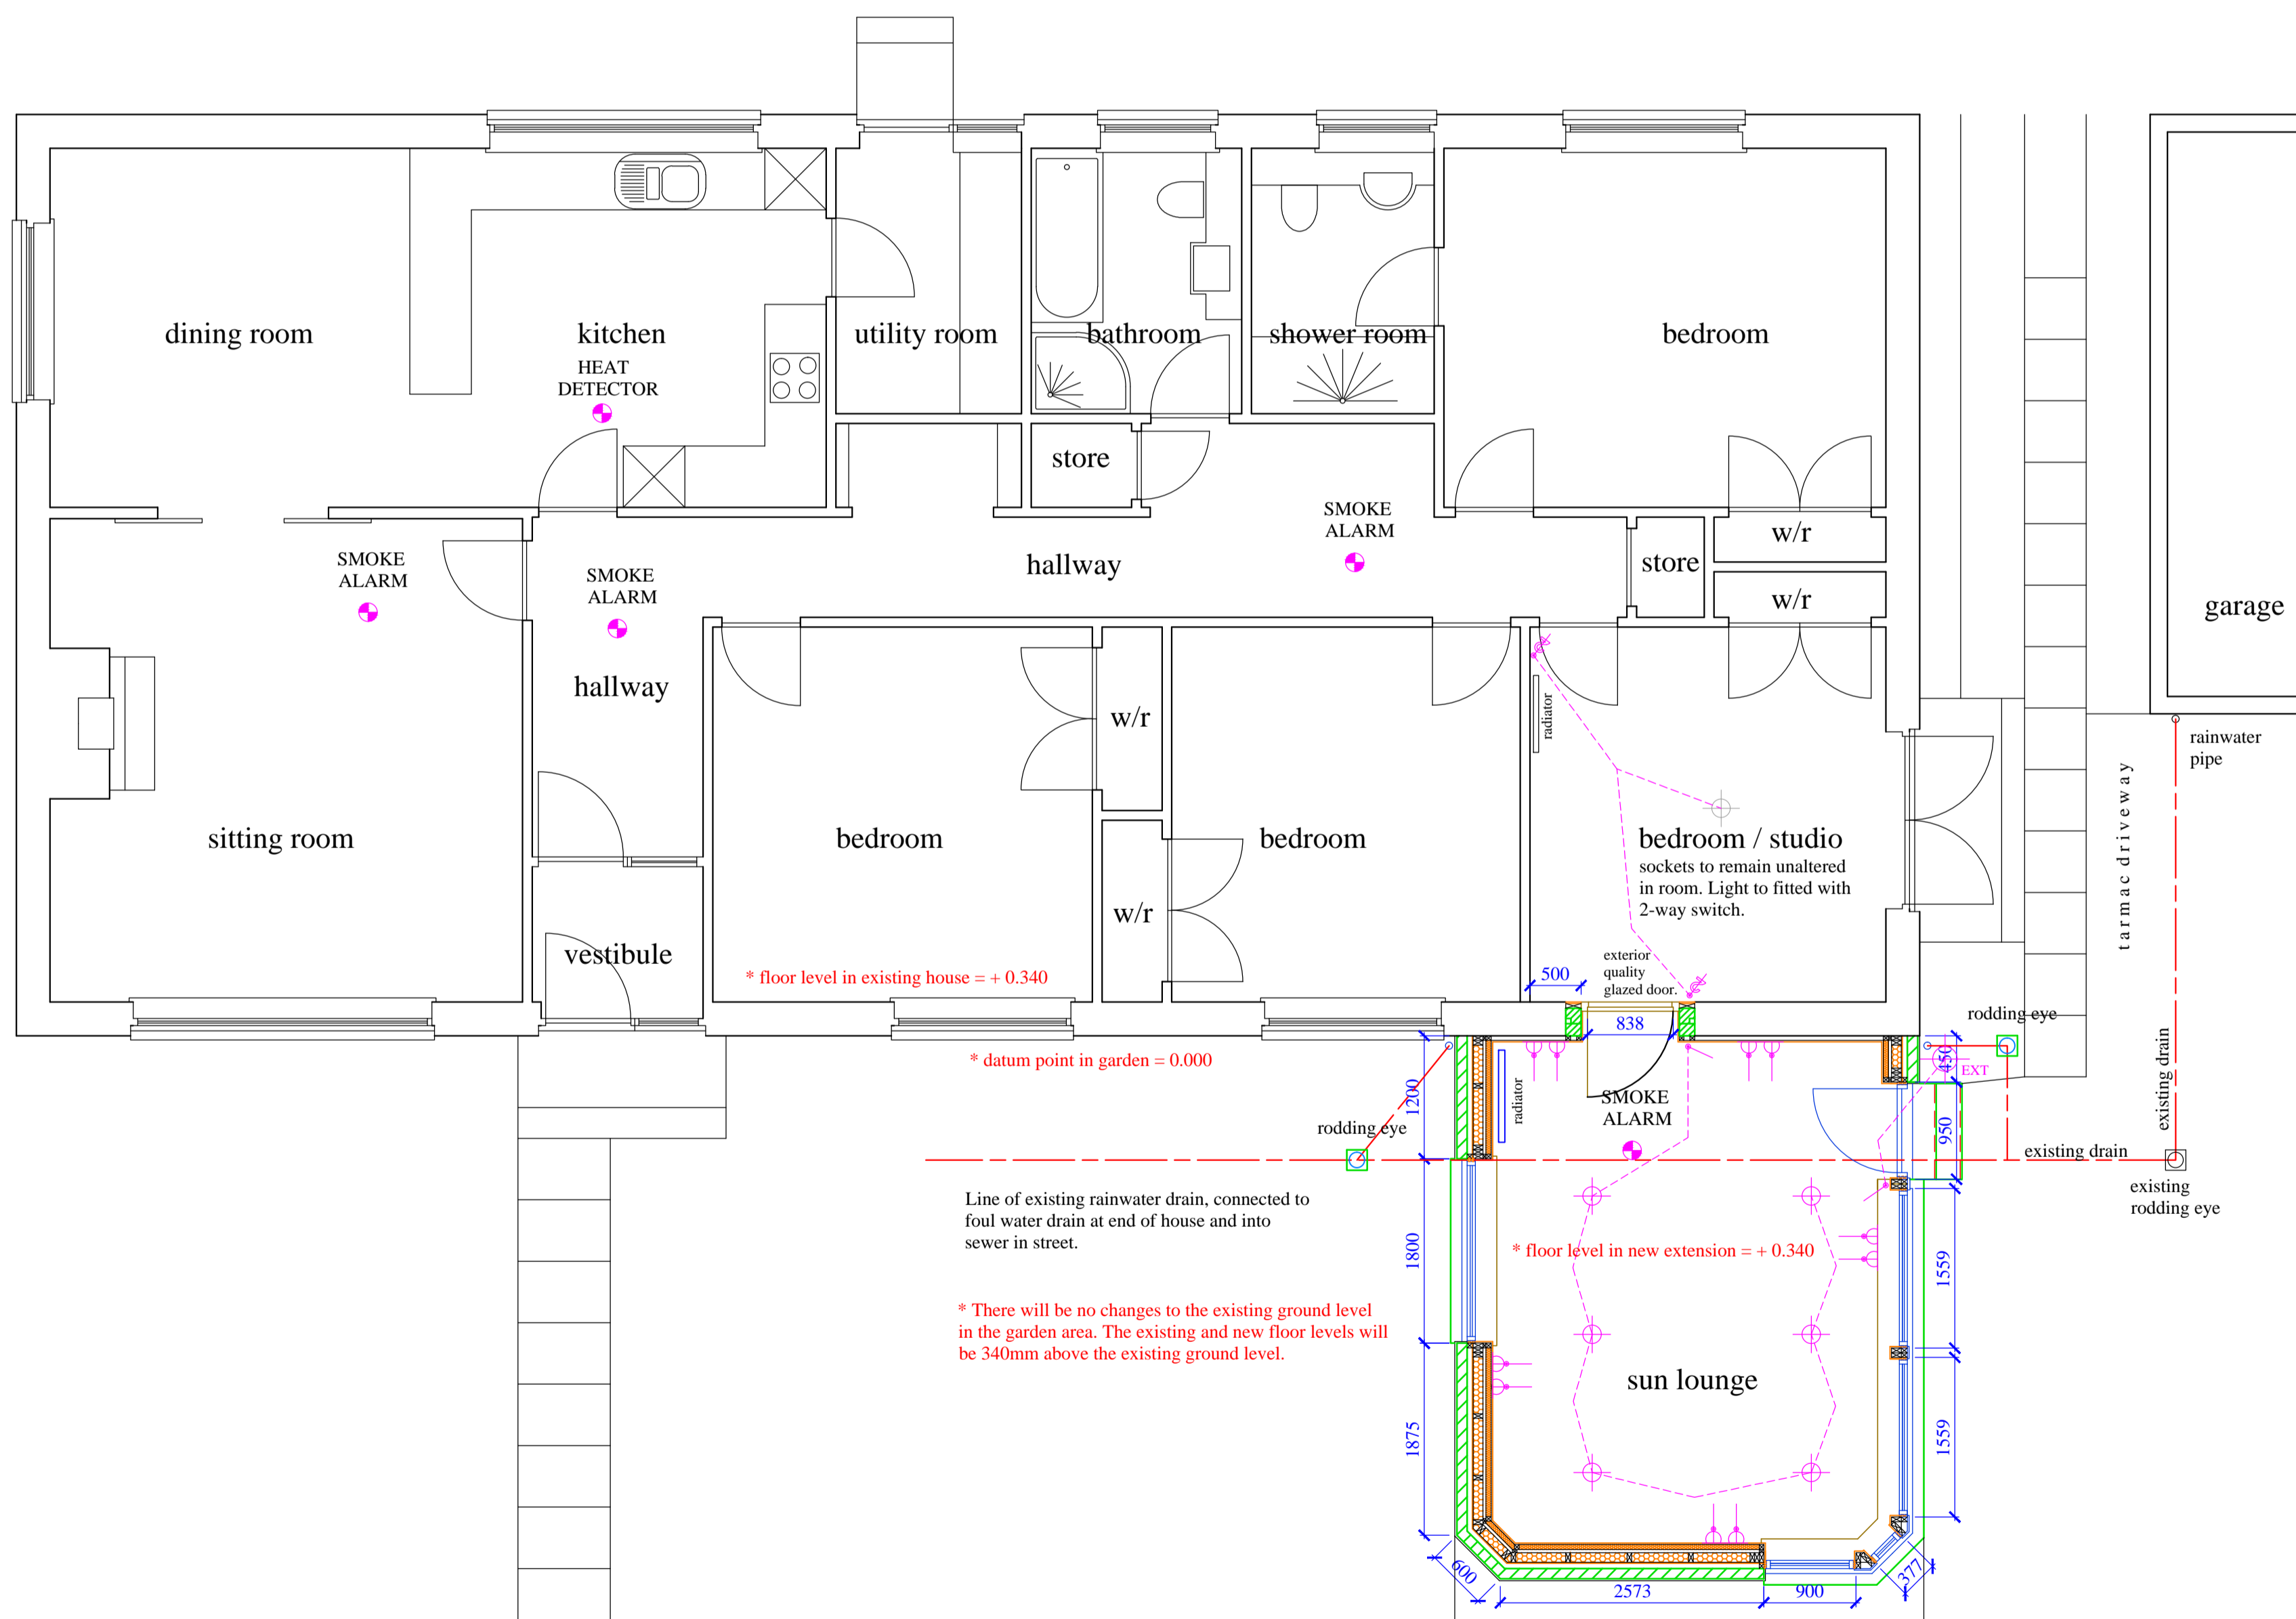 dining room
kitchen
HEAT
DETECTOR
utility room
bathroom
shower room
bedroom
store
SMOKE
ALARM
w/r
SMOKE
ALARM
SMOKE
ALARM
hallway
store
w/r
garage
hallway
w/r
radiator
rainwater
pipe
tarmac driveway
sitting room
bedroom
bedroom
bedroom / studio
sockets to remain unaltered
in room. Light to fitted with
2-way switch.
w/r
vestibule
* floor level in existing house = + 0.340
500
exterior
quality
glazed door.
838
rodding eye
* datum point in garden = 0.000
1200
radiator
SMOKE
ALARM
450
EXT
950
existing drain
rodding eye
existing drain
existing
rodding eye
Line of existing rainwater drain, connected to
foul water drain at end of house and into
sewer in street.
1800
* floor level in new extension = + 0.340
1559
* There will be no changes to the existing ground level
in the garden area. The existing and new floor levels will
be 340mm above the existing ground level.
sun lounge
1875
1559
600
2573
900
377